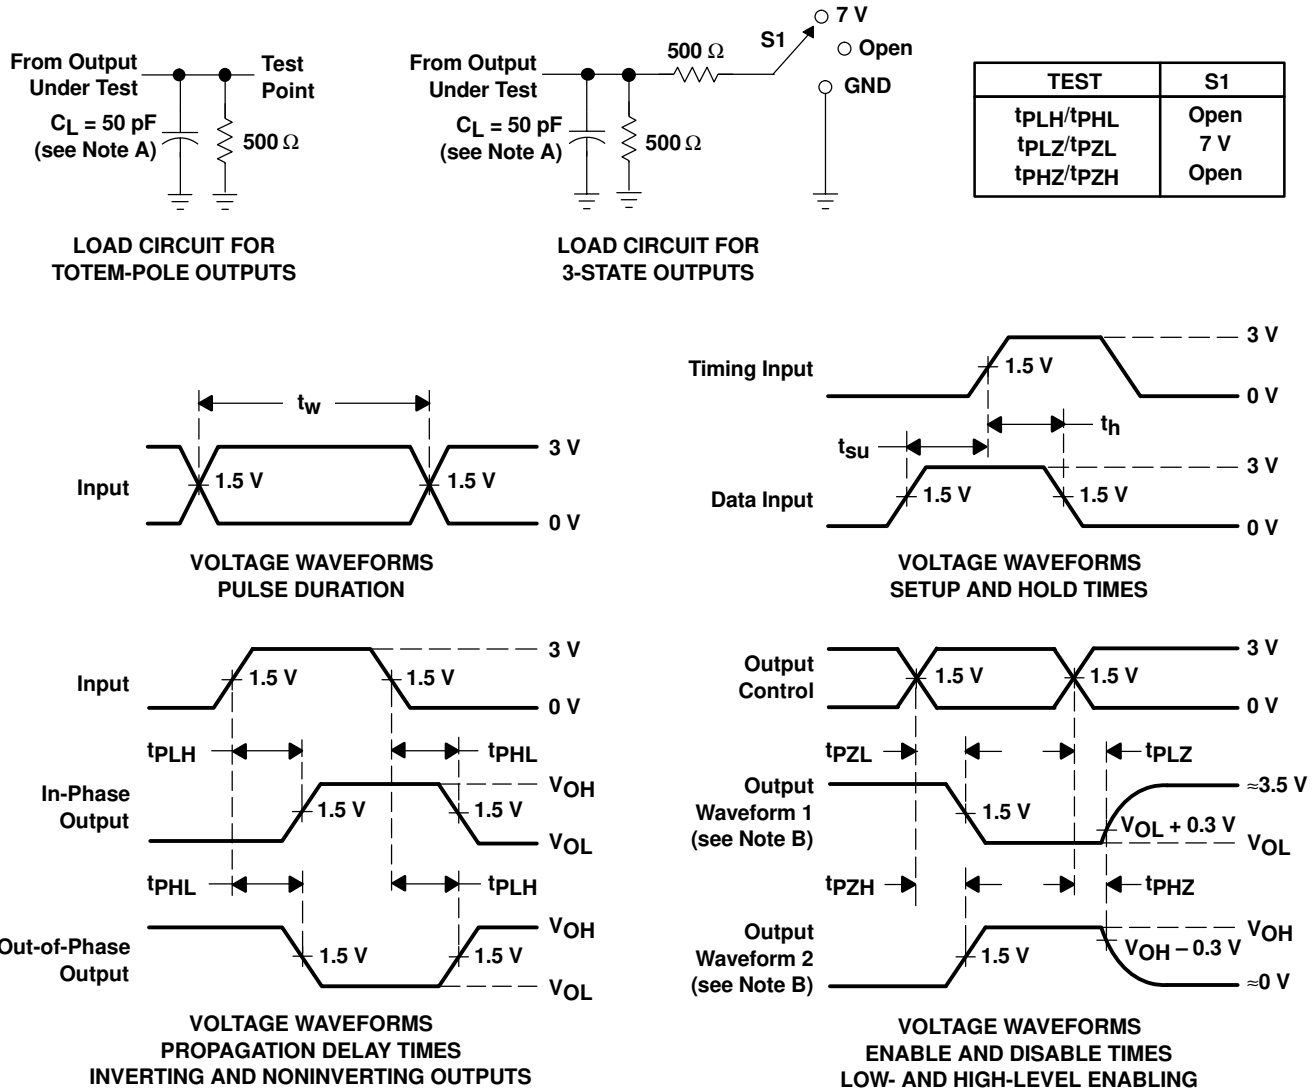 From Output
Under Test
Test
Point
CL = 50 pF
(see Note A)
500 Ω
LOAD CIRCUIT FOR
TOTEM-POLE OUTPUTS
From Output
Under Test
500 Ω
S1
7 V
Open
GND
CL = 50 pF
(see Note A)
500 Ω
LOAD CIRCUIT FOR
3-STATE OUTPUTS
TEST S1
tPLH/tPHL Open
tPLZ/tPZL 7 V
tPHZ/tPZH Open
tw
Input
1.5 V
1.5 V
3 V
0 V
VOLTAGE WAVEFORMS
PULSE DURATION
Timing Input
1.5 V
3 V
0 V
tsu
th
Data Input
1.5 V
1.5 V
3 V
0 V
VOLTAGE WAVEFORMS
SETUP AND HOLD TIMES
Input
1.5 V
1.5 V
3 V
0 V
tPLH
tPHL
In-Phase
Output
1.5 V
1.5 V
VOH
VOL
tPHL
tPLH
Out-of-Phase
Output
1.5 V
1.5 V
VOH
VOL
VOLTAGE WAVEFORMS
PROPAGATION DELAY TIMES
INVERTING AND NONINVERTING OUTPUTS
Output
Control
1.5 V
1.5 V
3 V
0 V
tPZL
tPLZ
Output
Waveform 1
(see Note B)
1.5 V
VOL + 0.3 V
≈3.5 V
VOL
tPZH
tPHZ
Output
Waveform 2
(see Note B)
1.5 V
VOH – 0.3 V
VOH
≈0 V
VOLTAGE WAVEFORMS
ENABLE AND DISABLE TIMES
LOW- AND HIGH-LEVEL ENABLING